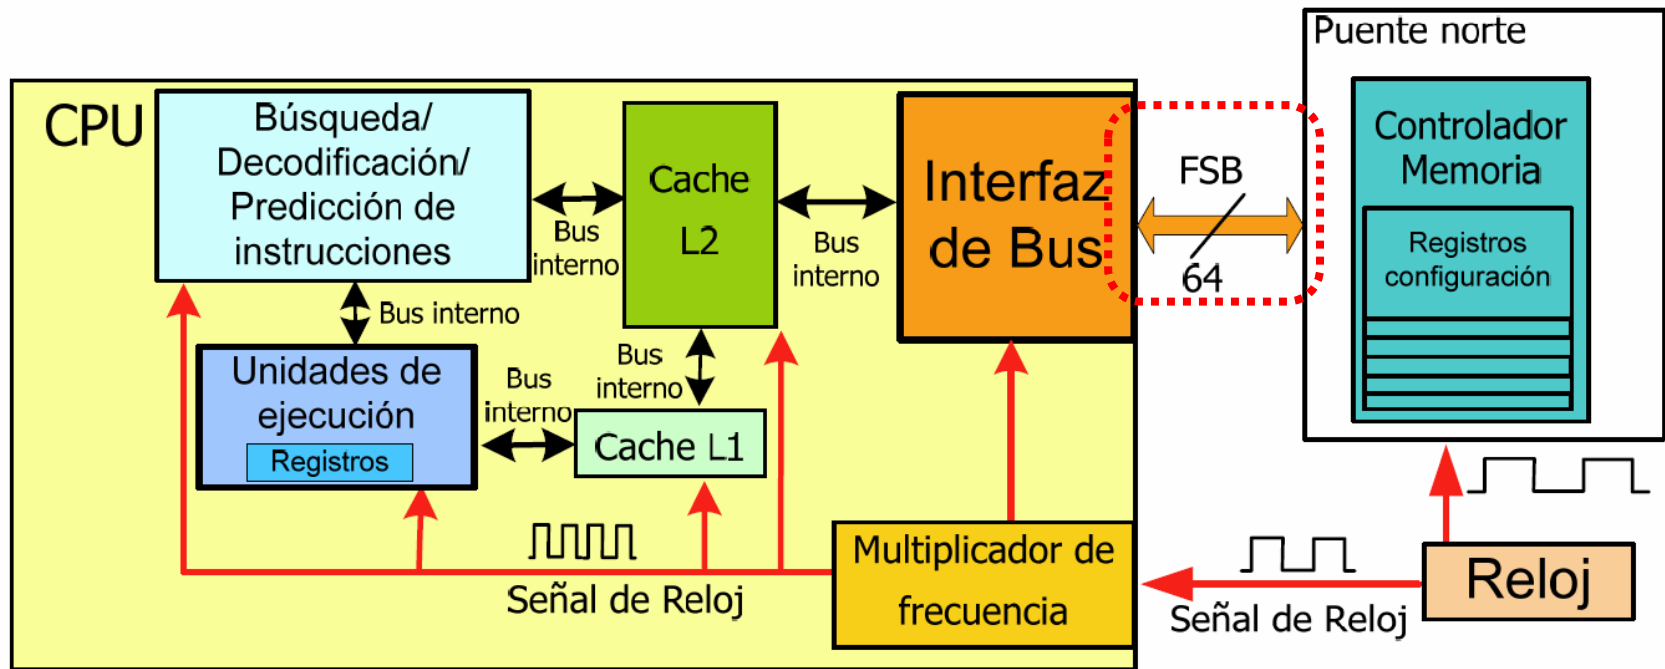 Puente norte
CPU
Búsqueda/
Decodificación/
Predicción de
instrucciones
Bus
interno
Cache
L2
Bus
interno
Interfaz
de Bus
FSB
64
Controlador
Memoria
Registros
configuración
Bus interno
Unidades de
ejecución
Registros
Bus
interno
Bus
interno
Cache L1
Señal de Reloj
Multiplicador de
frecuencia
Señal de Reloj
Reloj